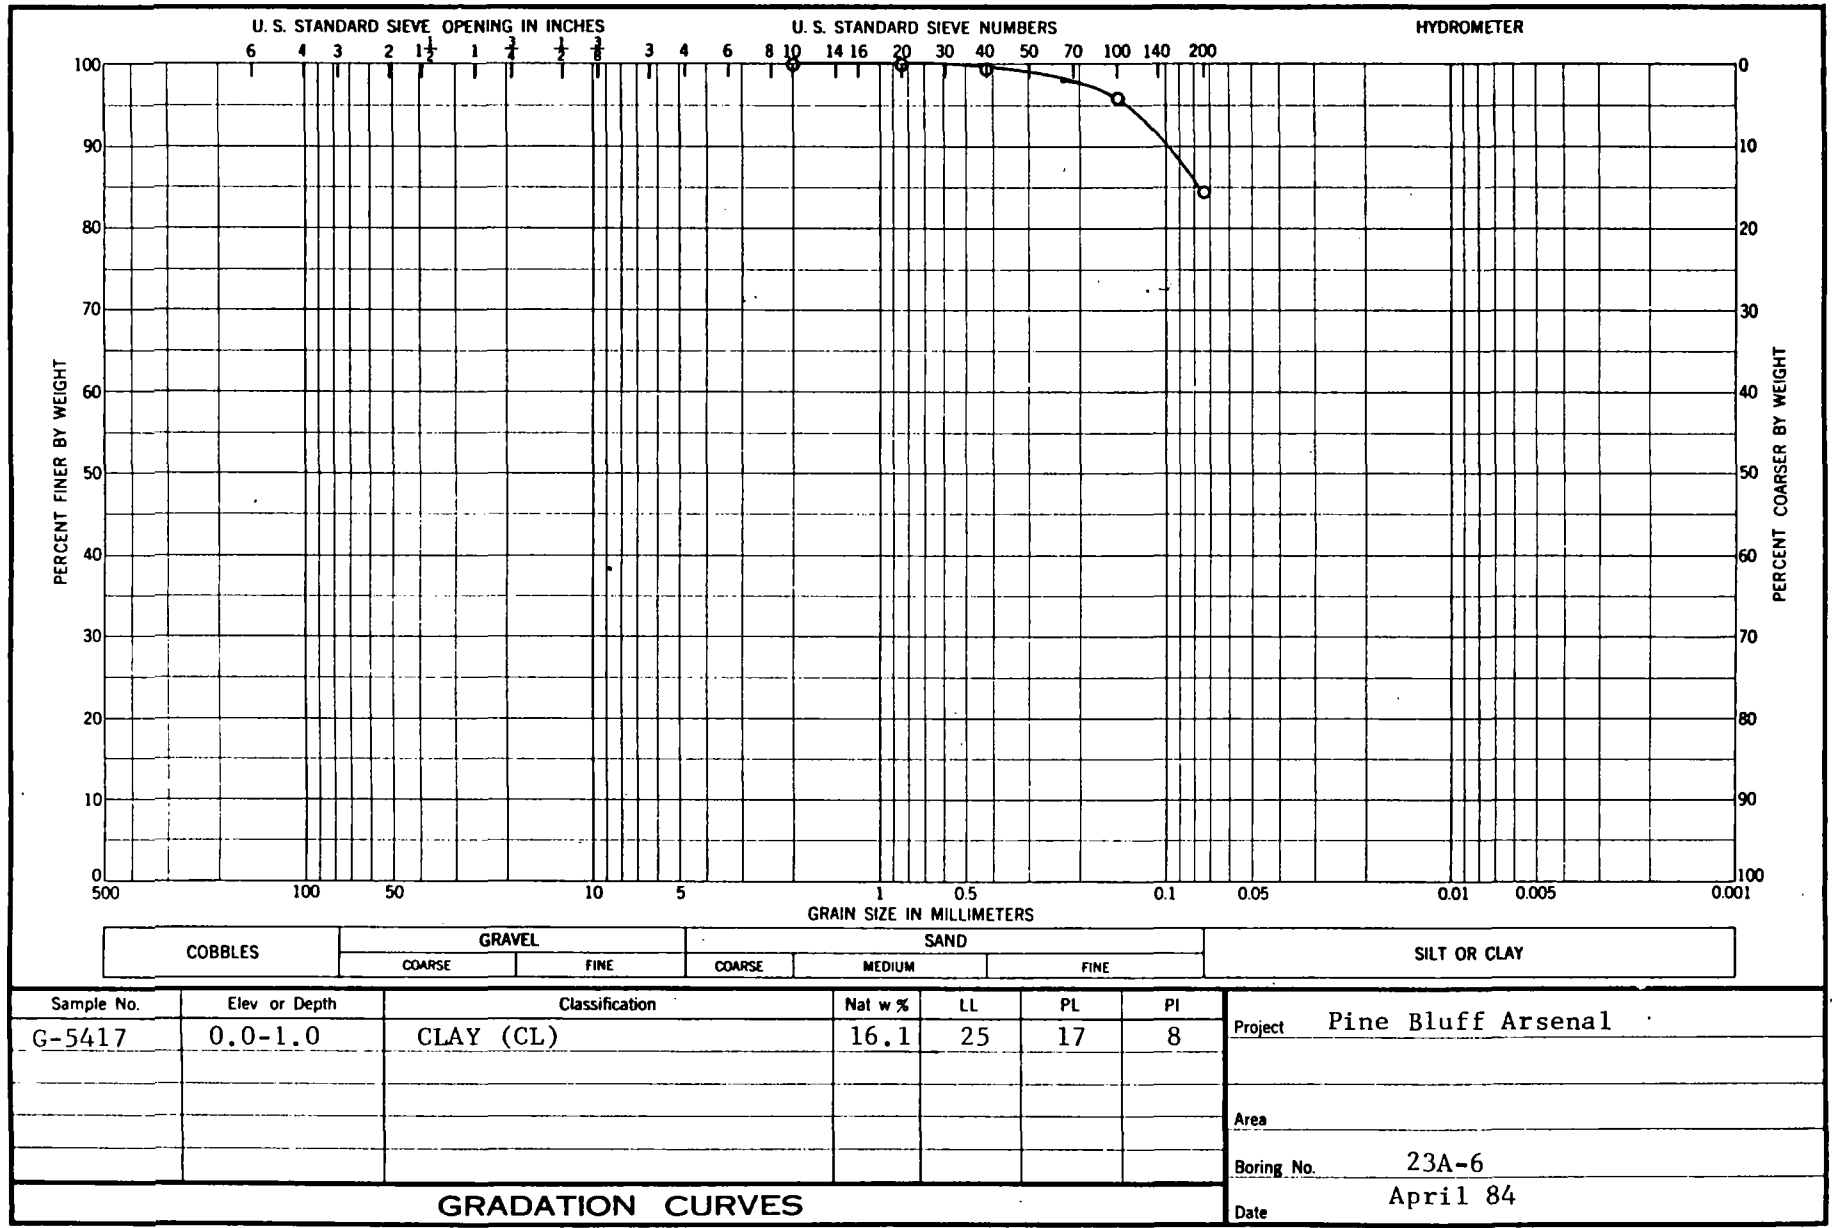 U. S. STANDARD SIEVE OPENING IN INCHES U. S. STANDARD SIEVE NUMBERS HYDROMETER
6 4 3 2 1 1/2 1 3/4 1/2 3/8 3 4 6 8 10 14 16 20 30 40 50 70 100 140 200
100 0
90 10
80 20
70 30
60 40
50 50
40 60
30 70
20 80
10 90
0 100
PERCENT FINER BY WEIGHT
PERCENT COARSER BY WEIGHT
500 100 50 10 5 1 0.5 0.1 0.05 0.01 0.005 0.001
GRAIN SIZE IN MILLIMETERS
COBBLES GRAVEL SAND SILT OR CLAY
COARSE FINE COARSE MEDIUM FINE
Sample No. Elev or Depth Classification Nat w % LL PL PI
G-5417 0.0-1.0 CLAY (CL) 16.1 25 17 8
Project Pine Bluff Arsenal
Area
Boring No. 23A-6
Date April 84
GRADATION CURVES